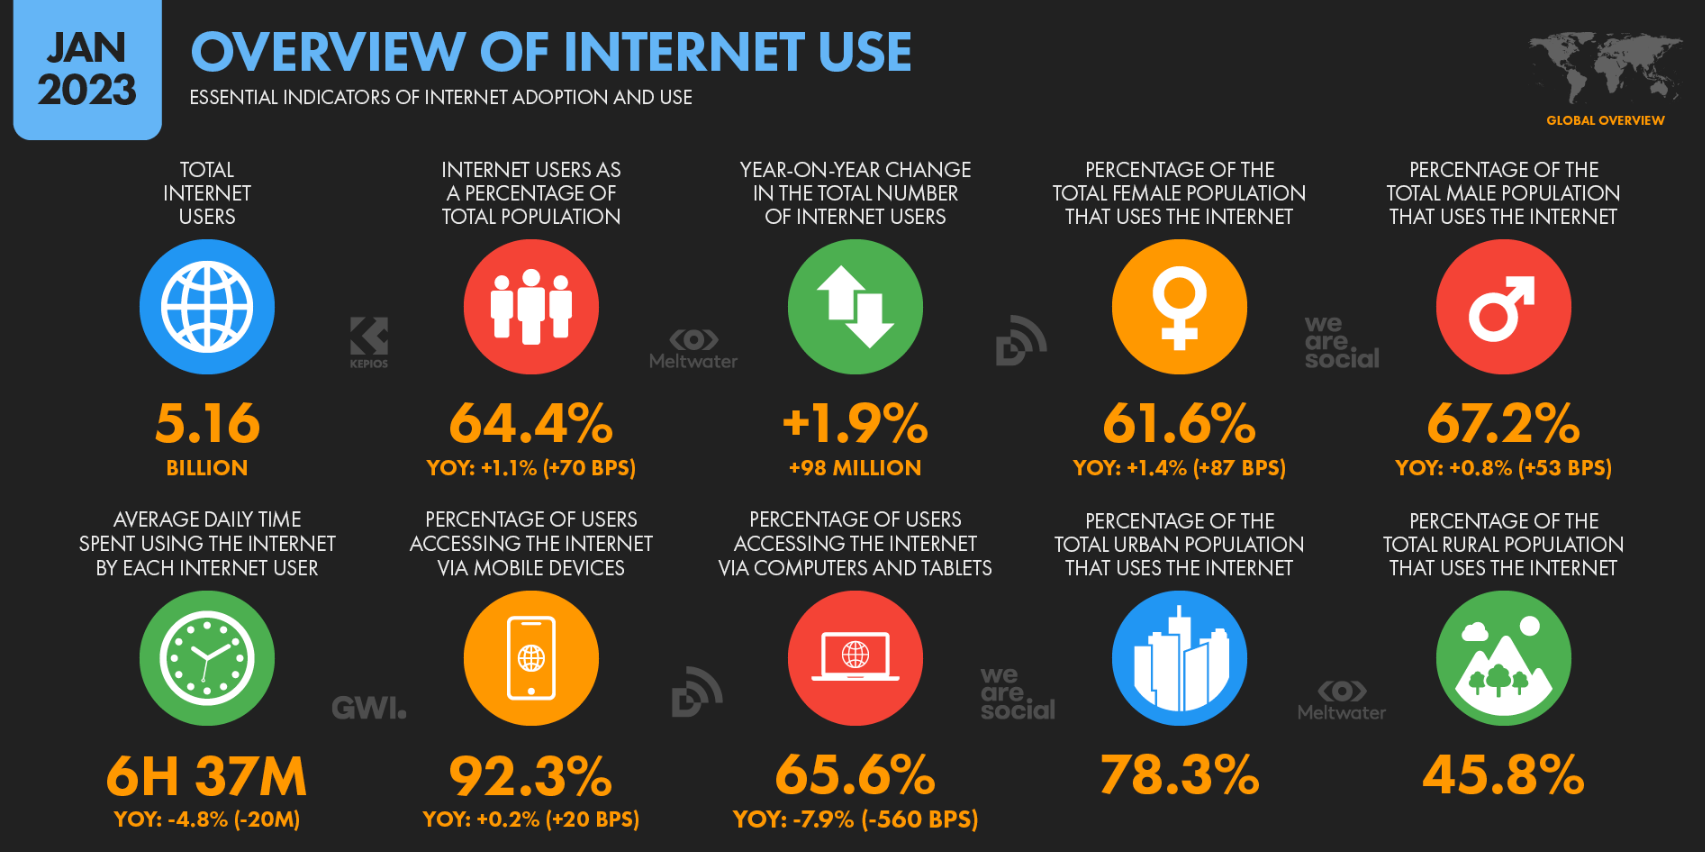 JAN
2023
OVERVIEW OF INTERNET USE
ESSENTIAL INDICATORS OF INTERNET ADOPTION AND USE
GLOBAL OVERVIEW
TOTAL
INTERNET
USERS
5.16
BILLION
INTERNET USERS AS
A PERCENTAGE OF
TOTAL POPULATION
64.4%
YOY: +1.1% (+70 BPS)
YEAR-ON-YEAR CHANGE
IN THE TOTAL NUMBER
OF INTERNET USERS
+1.9%
+98 MILLION
PERCENTAGE OF THE
TOTAL FEMALE POPULATION
THAT USES THE INTERNET
61.6%
YOY: +1.4% (+87 BPS)
PERCENTAGE OF THE
TOTAL MALE POPULATION
THAT USES THE INTERNET
67.2%
YOY: +0.8% (+53 BPS)
KEPIOS
Meltwater
we
are
social
AVERAGE DAILY TIME
SPENT USING THE INTERNET
BY EACH INTERNET USER
6H 37M
YOY: -4.8% (-20M)
PERCENTAGE OF USERS
ACCESSING THE INTERNET
VIA MOBILE DEVICES
92.3%
YOY: +0.2% (+20 BPS)
PERCENTAGE OF USERS
ACCESSING THE INTERNET
VIA COMPUTERS AND TABLETS
65.6%
YOY: -7.9% (-560 BPS)
PERCENTAGE OF THE
TOTAL URBAN POPULATION
THAT USES THE INTERNET
78.3%
PERCENTAGE OF THE
TOTAL RURAL POPULATION
THAT USES THE INTERNET
45.8%
GWI.
we
are
social
Meltwater